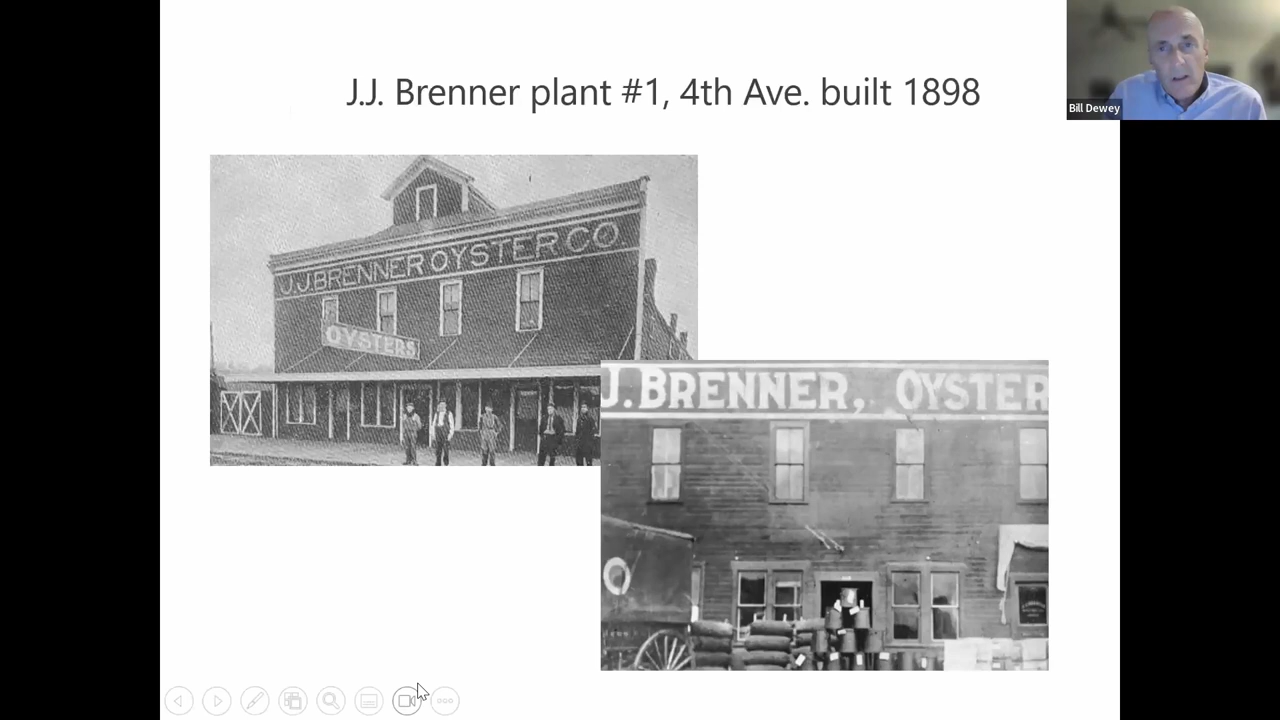 J.J. Brenner plant #1, 4th Ave. built 1898
Bill Dewey
J.J.BRENNER OYSTER CO
OYSTERS
J. BRENNER, OYSTER
O